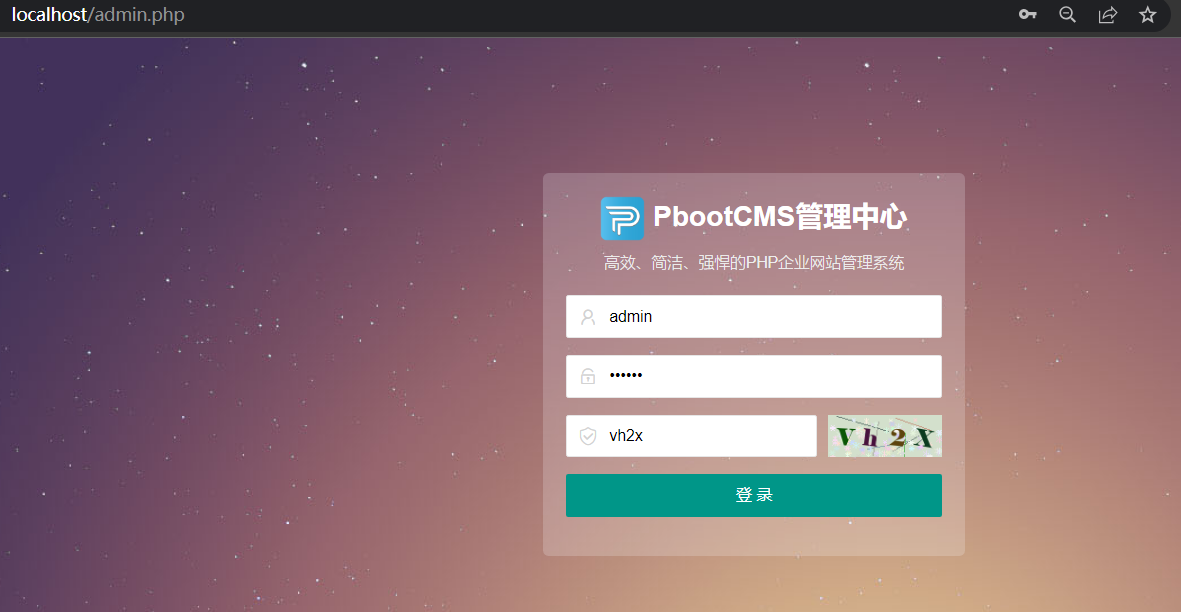 localhost/admin.php
PbootCMS管理中心
高效、简洁、强悍的PHP企业网站管理系统
admin
••••••
vh2x
Vh2X
登 录